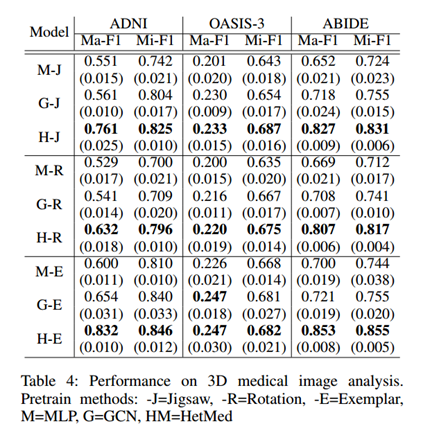 Model ADNI OASIS-3 ABIDE
Ma-F1 Mi-F1 Ma-F1 Mi-F1 Ma-F1 Mi-F1
M-J 0.551 0.742 0.201 0.643 0.652 0.724
(0.015) (0.021) (0.020) (0.018) (0.021) (0.023)
G-J 0.561 0.804 0.230 0.654 0.718 0.755
(0.010) (0.017) (0.009) (0.017) (0.024) (0.015)
H-J 0.761 0.825 0.233 0.687 0.827 0.831
(0.025) (0.010) (0.015) (0.016) (0.009) (0.006)
M-R 0.529 0.700 0.200 0.635 0.669 0.712
(0.017) (0.021) (0.015) (0.020) (0.021) (0.017)
G-R 0.541 0.709 0.216 0.667 0.708 0.741
(0.014) (0.020) (0.011) (0.017) (0.007) (0.010)
H-R 0.632 0.796 0.220 0.675 0.807 0.817
(0.018) (0.010) (0.019) (0.014) (0.006) (0.004)
M-E 0.600 0.810 0.226 0.668 0.700 0.744
(0.011) (0.010) (0.021) (0.014) (0.019) (0.038)
G-E 0.654 0.840 0.247 0.681 0.721 0.755
(0.031) (0.033) (0.018) (0.027) (0.019) (0.020)
H-E 0.832 0.846 0.247 0.682 0.853 0.855
(0.010) (0.012) (0.030) (0.021) (0.008) (0.005)
Table 4: Performance on 3D medical image analysis.
Pretrain methods: -J=Jigsaw, -R=Rotation, -E=Exemplar,
M=MLP, G=GCN, HM=HetMed